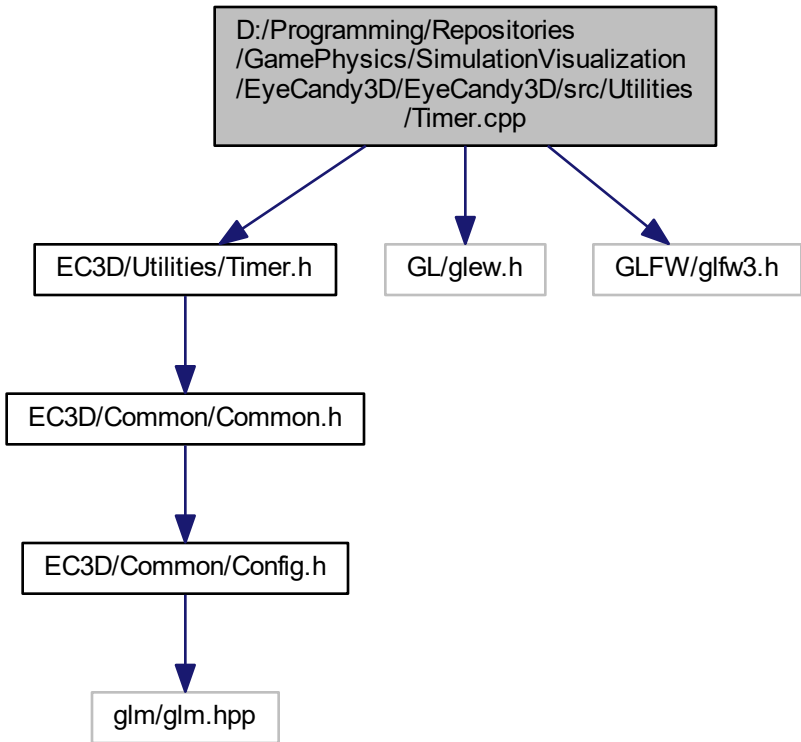 D:/Programming/Repositories
/GamePhysics/SimulationVisualization
/EyeCandy3D/EyeCandy3D/src/Utilities
/Timer.cpp
EC3D/Utilities/Timer.h
GL/glew.h
GLFW/glfw3.h
EC3D/Common/Common.h
EC3D/Common/Config.h
glm/glm.hpp